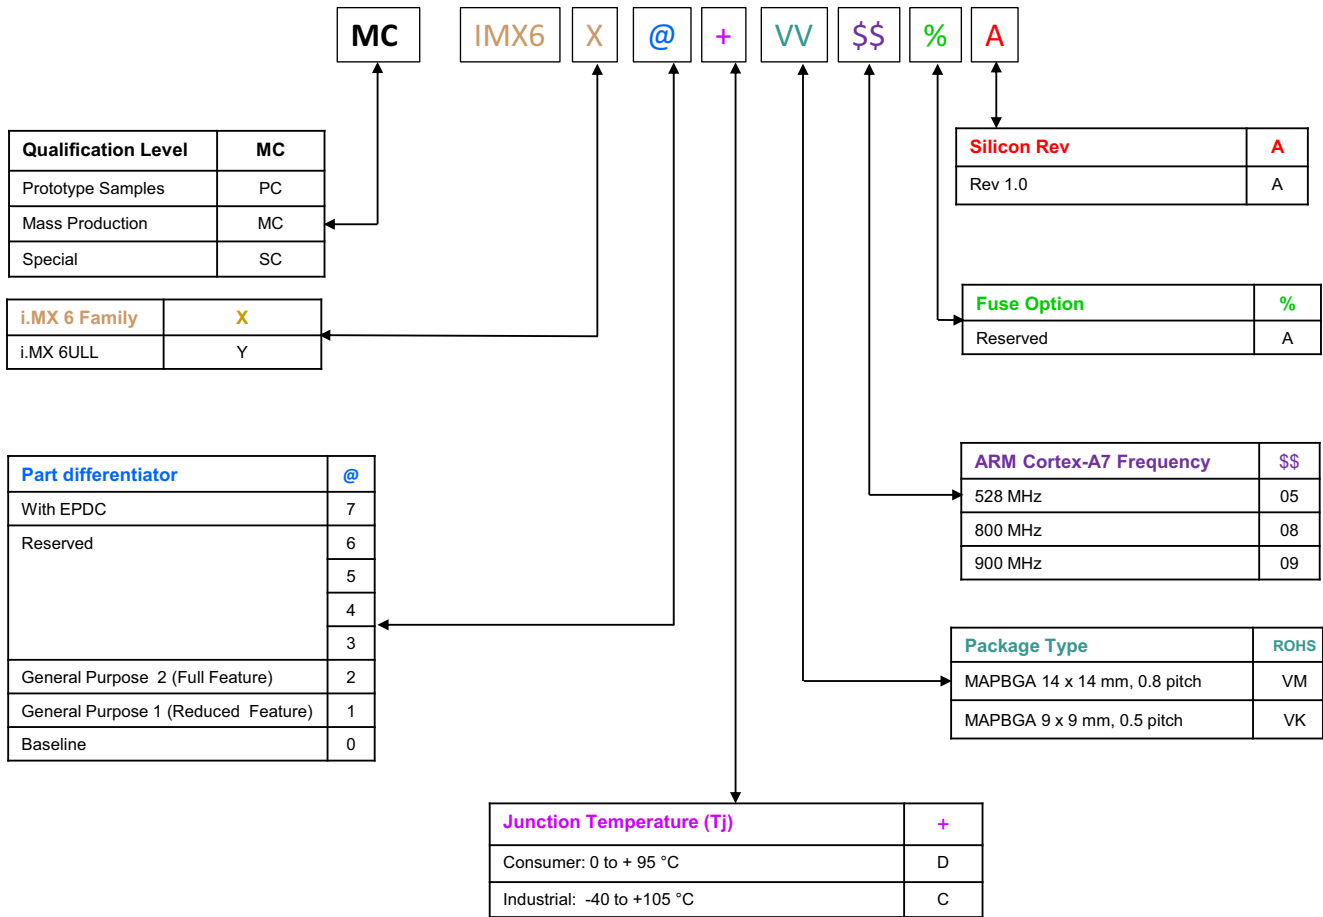 MC IMX6 X @ + VV $$ % A
Qualification Level MC
Prototype Samples PC
Mass Production MC
Special SC
i.MX 6 Family X
i.MX 6ULL Y
Part differentiator @
With EPDC 7
Reserved 6
5
4
3
General Purpose 2 (Full Feature) 2
General Purpose 1 (Reduced Feature) 1
Baseline 0
Junction Temperature (Tj) +
Consumer: 0 to + 95 °C D
Industrial: -40 to +105 °C C
Silicon Rev A
Rev 1.0 A
Fuse Option %
Reserved A
ARM Cortex-A7 Frequency $$
528 MHz 05
800 MHz 08
900 MHz 09
Package Type ROHS
MAPBGA 14 x 14 mm, 0.8 pitch VM
MAPBGA 9 x 9 mm, 0.5 pitch VK